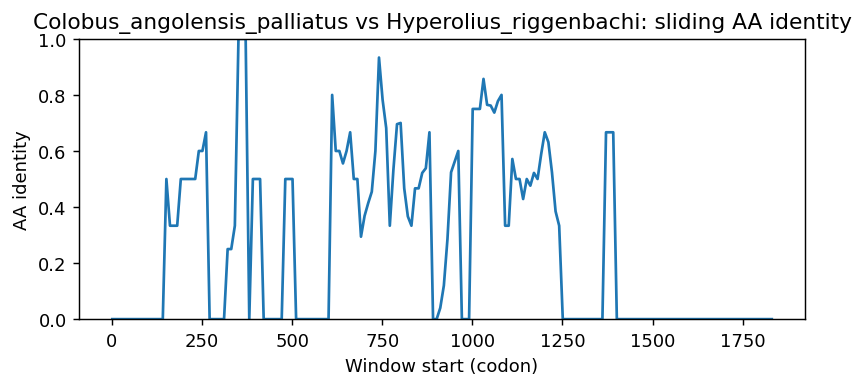 Colobus_angolensis_palliatus vs Hyperolius_riggenbachi: sliding AA identity
1.0
0.8
0.6
0.4
0.2
0.0
AA identity
0 250 500 750 1000 1250 1500 1750
Window start (codon)